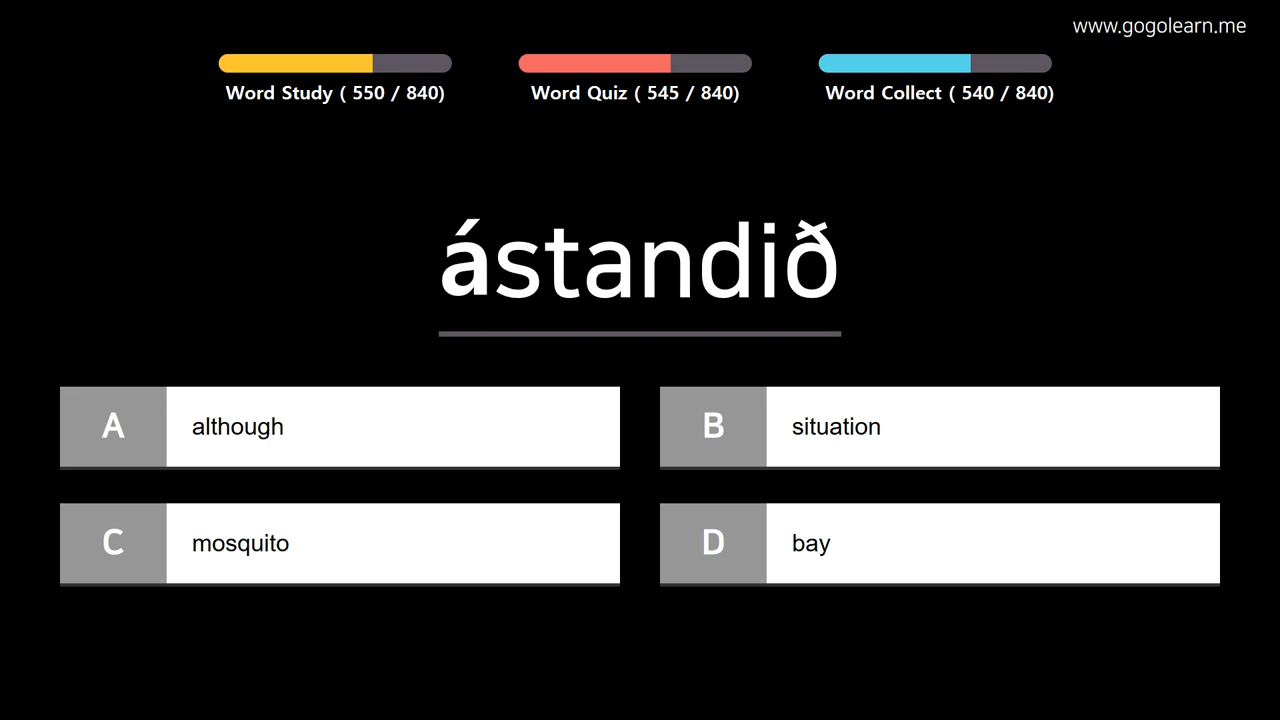 www.gogolearn.me
Word Study ( 550 / 840)
Word Quiz ( 545 / 840)
Word Collect ( 540 / 840)
ástandið
A although
B situation
C mosquito
D bay